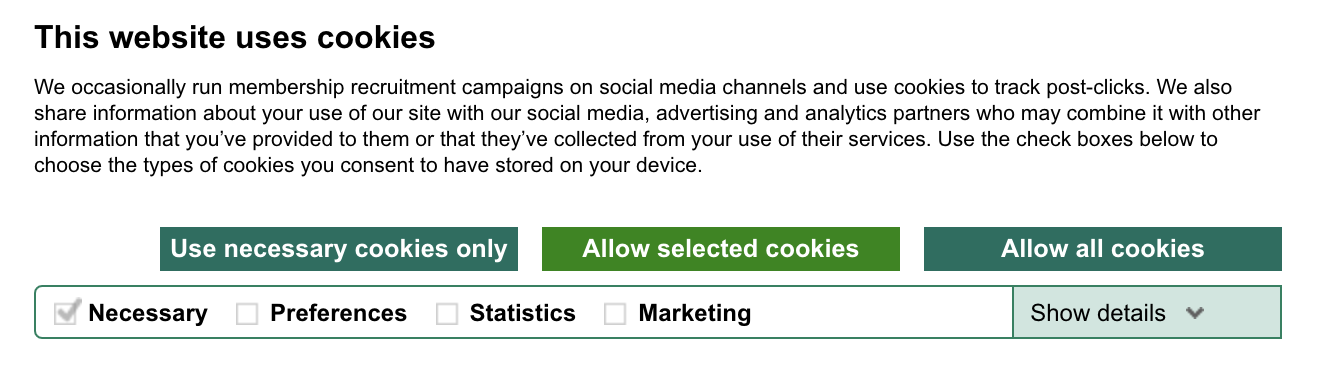 This website uses cookies
We occasionally run membership recruitment campaigns on social media channels and use cookies to track post-clicks. We also
share information about your use of our site with our social media, advertising and analytics partners who may combine it with other
information that you’ve provided to them or that they’ve collected from your use of their services. Use the check boxes below to
choose the types of cookies you consent to have stored on your device.
Use necessary cookies only
Allow selected cookies
Allow all cookies
Necessary
Preferences
Statistics
Marketing
Show details